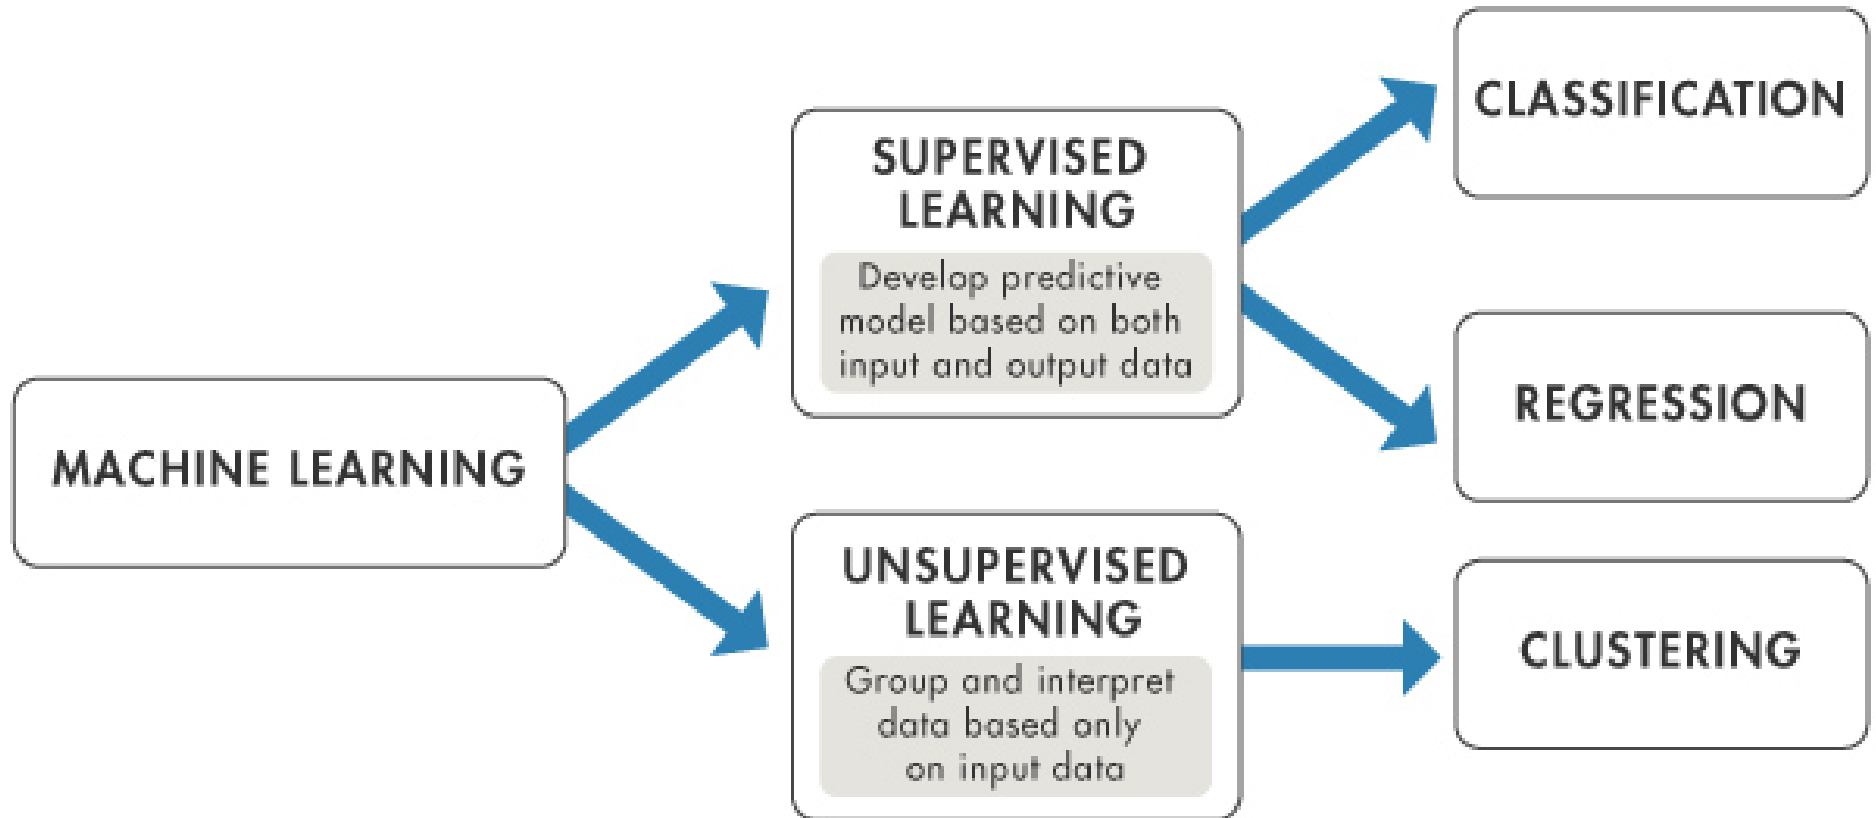 MACHINE LEARNING
SUPERVISED
LEARNING
Develop predictive
model based on both
input and output data
UNSUPERVISED
LEARNING
Group and interpret
data based only
on input data
CLASSIFICATION
REGRESSION
CLUSTERING